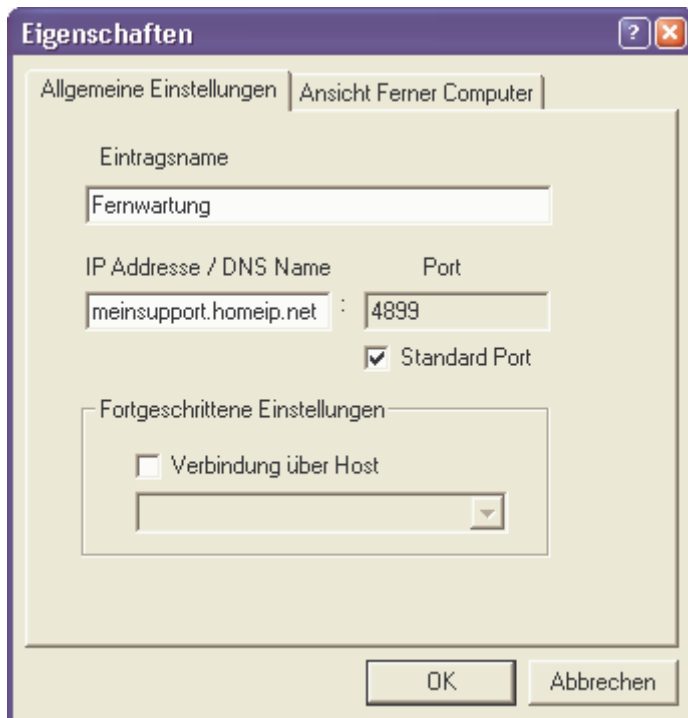 Eigenschaften
Allgemeine Einstellungen Ansicht Ferner Computer
Eintragsname
Fernwartung
IP Addresse / DNS Name Port
meinsupport.homeip.net : 4899
Standard Port
Fortgeschrittene Einstellungen
Verbindung über Host
OK Abbrechen